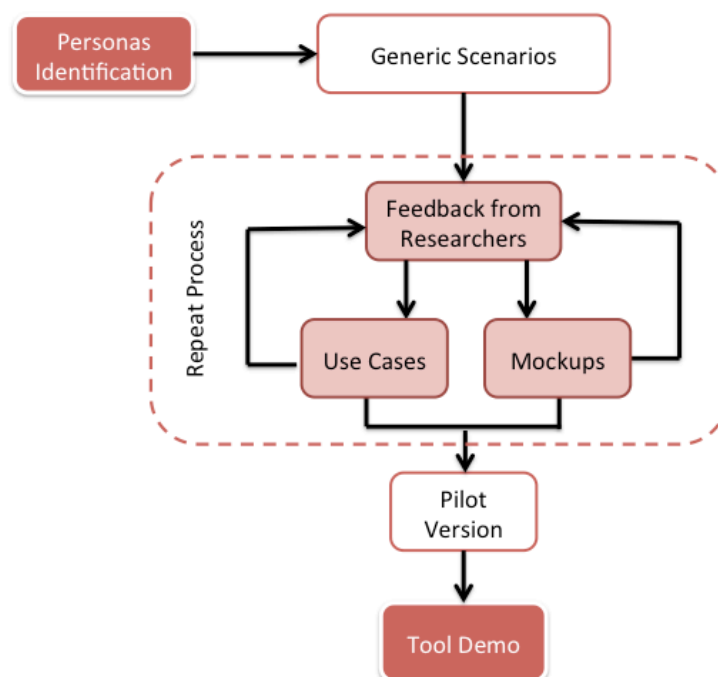 Personas
Identification
Generic Scenarios
Repeat Process
Feedback from
Researchers
Use Cases
Mockups
Pilot
Version
Tool Demo